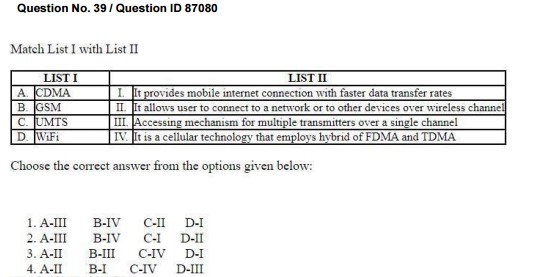 Question No. 39 / Question ID 87080
Match List I with List II
LIST I LIST II
A. CDMA I. It provides mobile internet connection with faster data transfer rates
B. GSM II. It allows user to connect to a network or to other devices over wireless channel
C. UMTS III. Accessing mechanism for multiple transmitters over a single channel
D. WiFi IV. It is a cellular technology that employs hybrid of FDMA and TDMA
Choose the correct answer from the options given below:
1. A-III B-IV C-II D-I
2. A-III B-IV C-I D-II
3. A-II B-III C-IV D-I
4. A-II B-I C-IV D-III